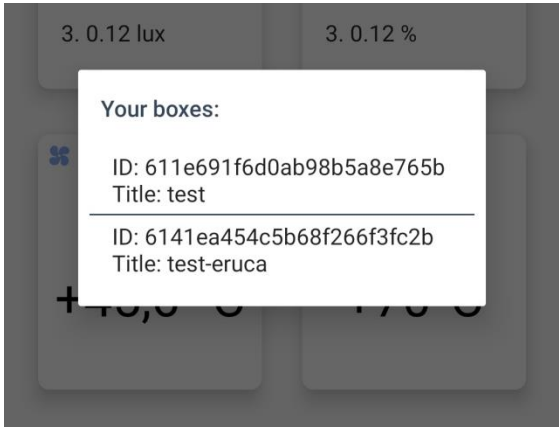 3. 0.12 lux
3. 0.12 %
Your boxes:
ID: 611e691f6d0ab98b5a8e765b
Title: test
ID: 6141ea454c5b68f266f3fc2b
Title: test-eruca